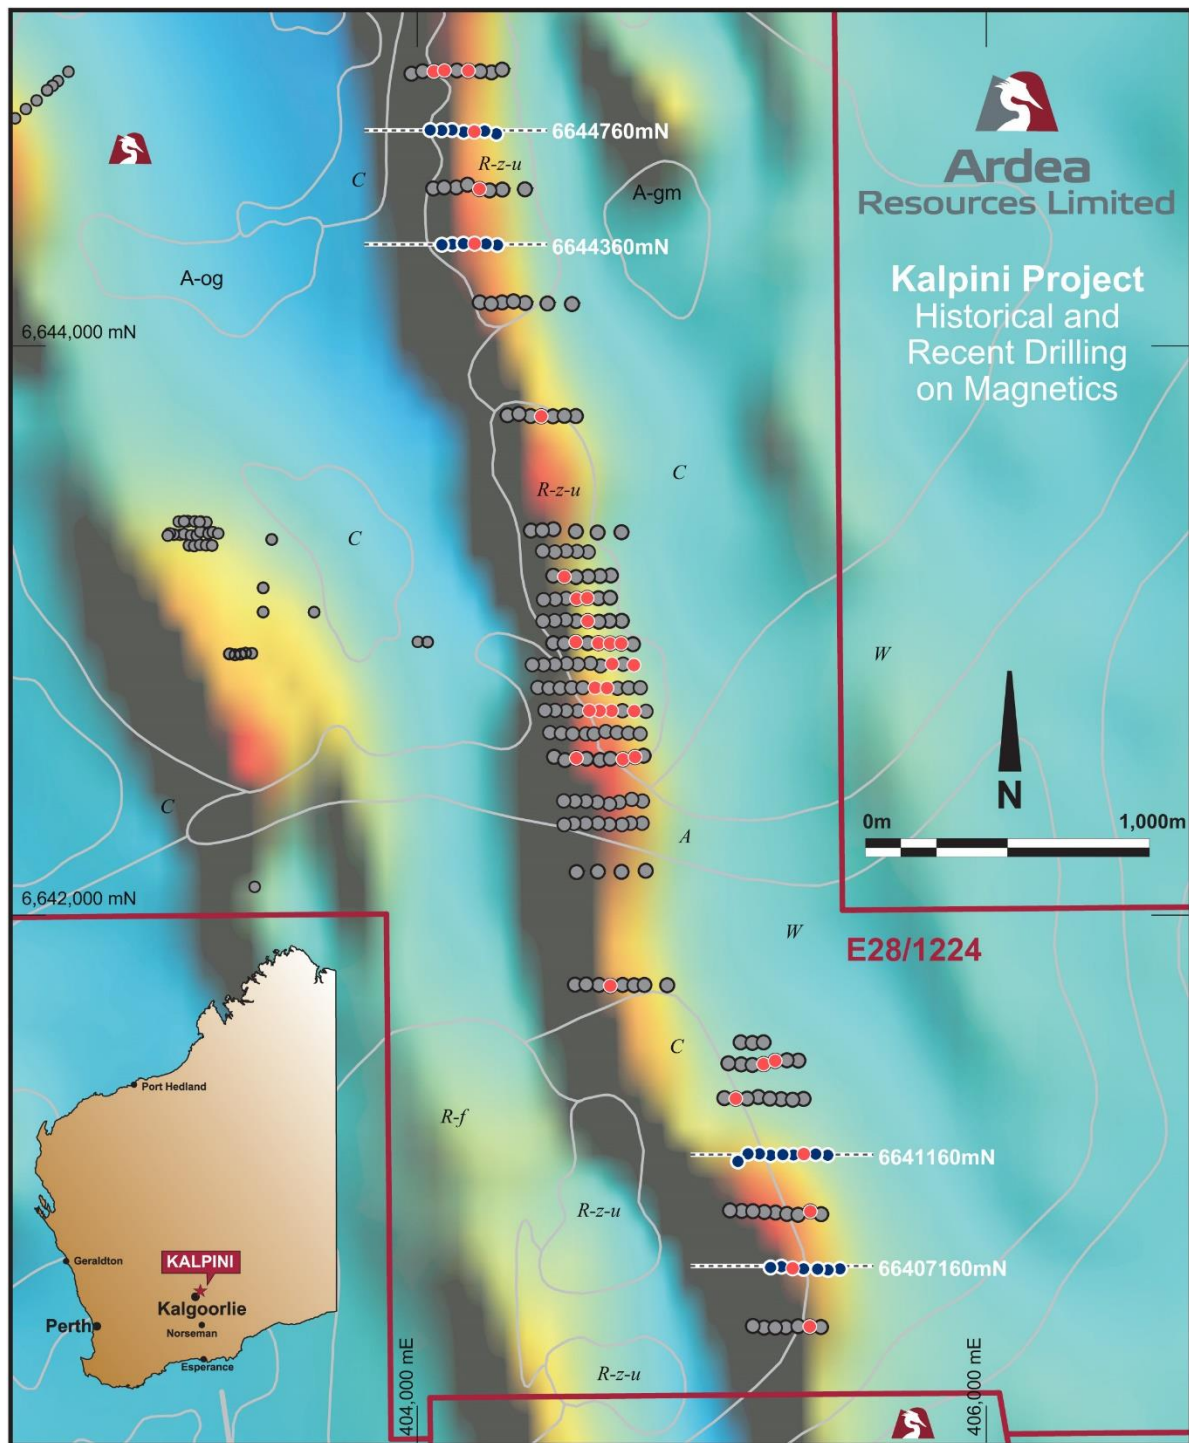 6644760mN
R-z-u
C
A-gm
Ardea
Resources Limited
6644360mN
A-og
Kalpini Project
Historical and
Recent Drilling
on Magnetics
6,644,000 mN
C
R-z-u
C
W
N
0m 1,000m
C
A
6,642,000 mN
W
E28/1224
C
Port Hedland
R-f
6641160mN
R-z-u
Geraldton
KALPINI
66407160mN
Kalgoorlie
Perth
Norseman
Esperance
R-z-u
404,000 mE
406,000 mE